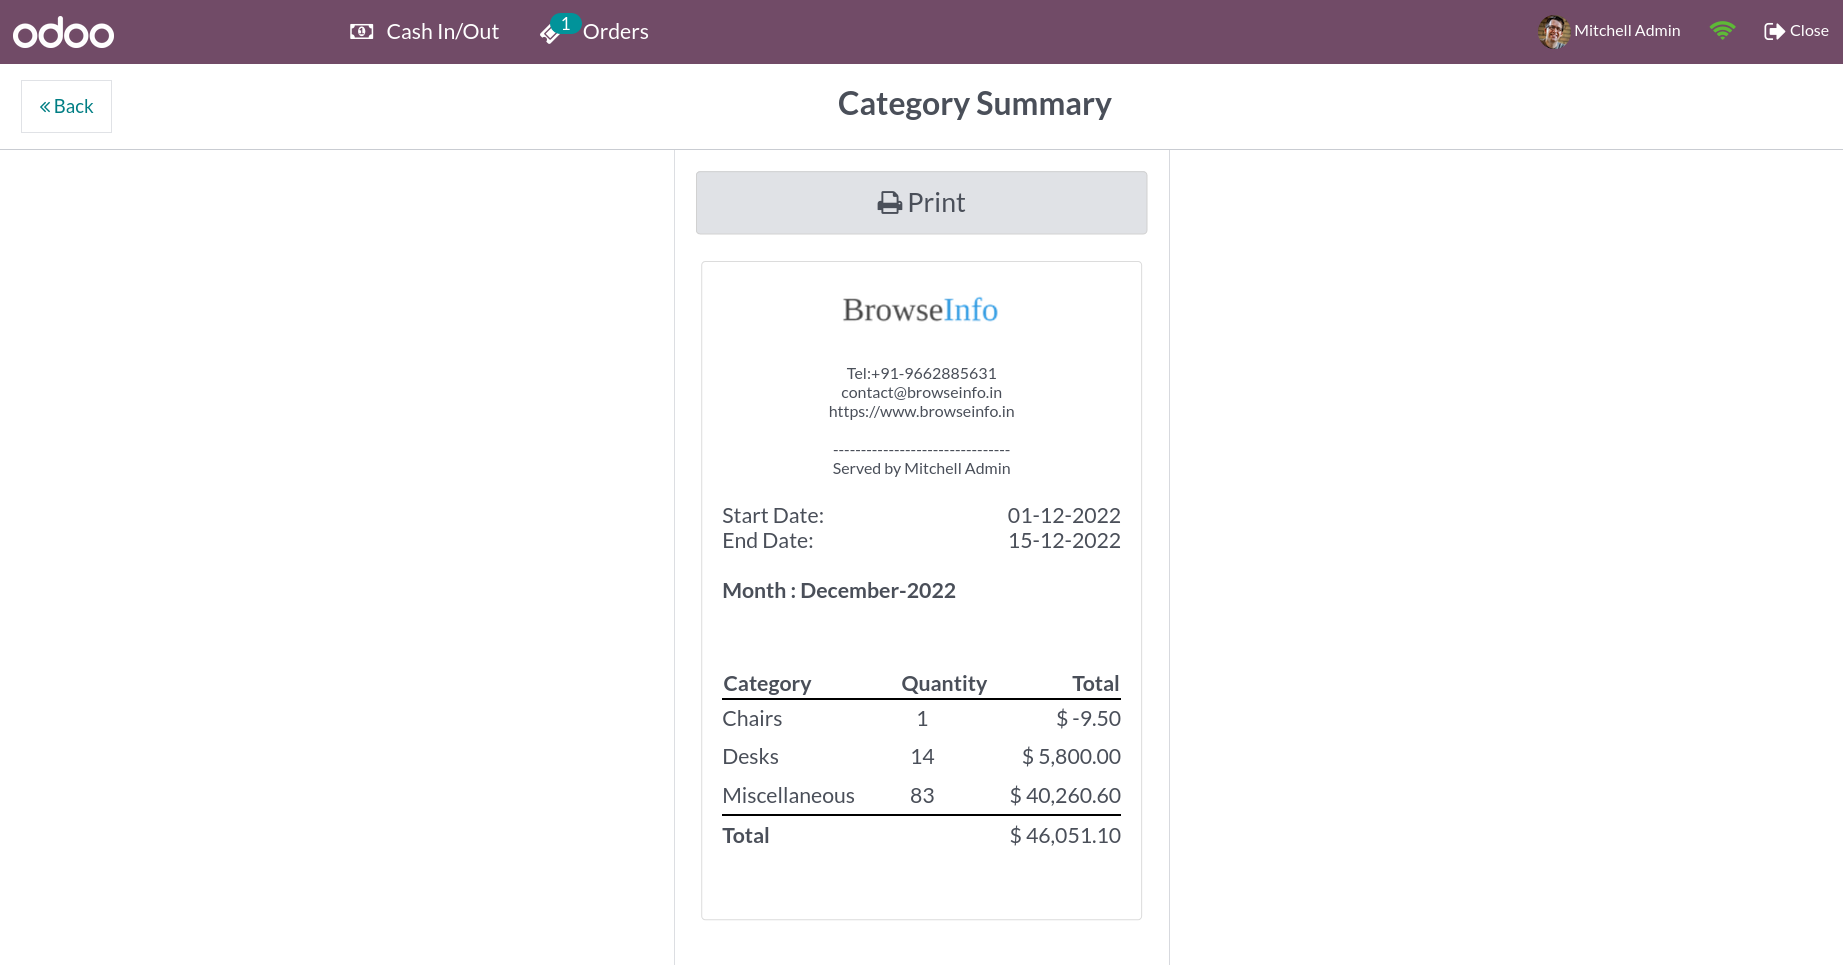 odoo Cash In/Out 1 Orders Mitchell Admin Close
« Back Category Summary
Print
BrowseInfo
Tel:+91-9662885631
contact@browseinfo.in
https://www.browseinfo.in
--------------------------------
Served by Mitchell Admin
Start Date: 01-12-2022
End Date: 15-12-2022
Month : December-2022
Category Quantity Total
Chairs 1 $ -9.50
Desks 14 $ 5,800.00
Miscellaneous 83 $ 40,260.60
Total $ 46,051.10